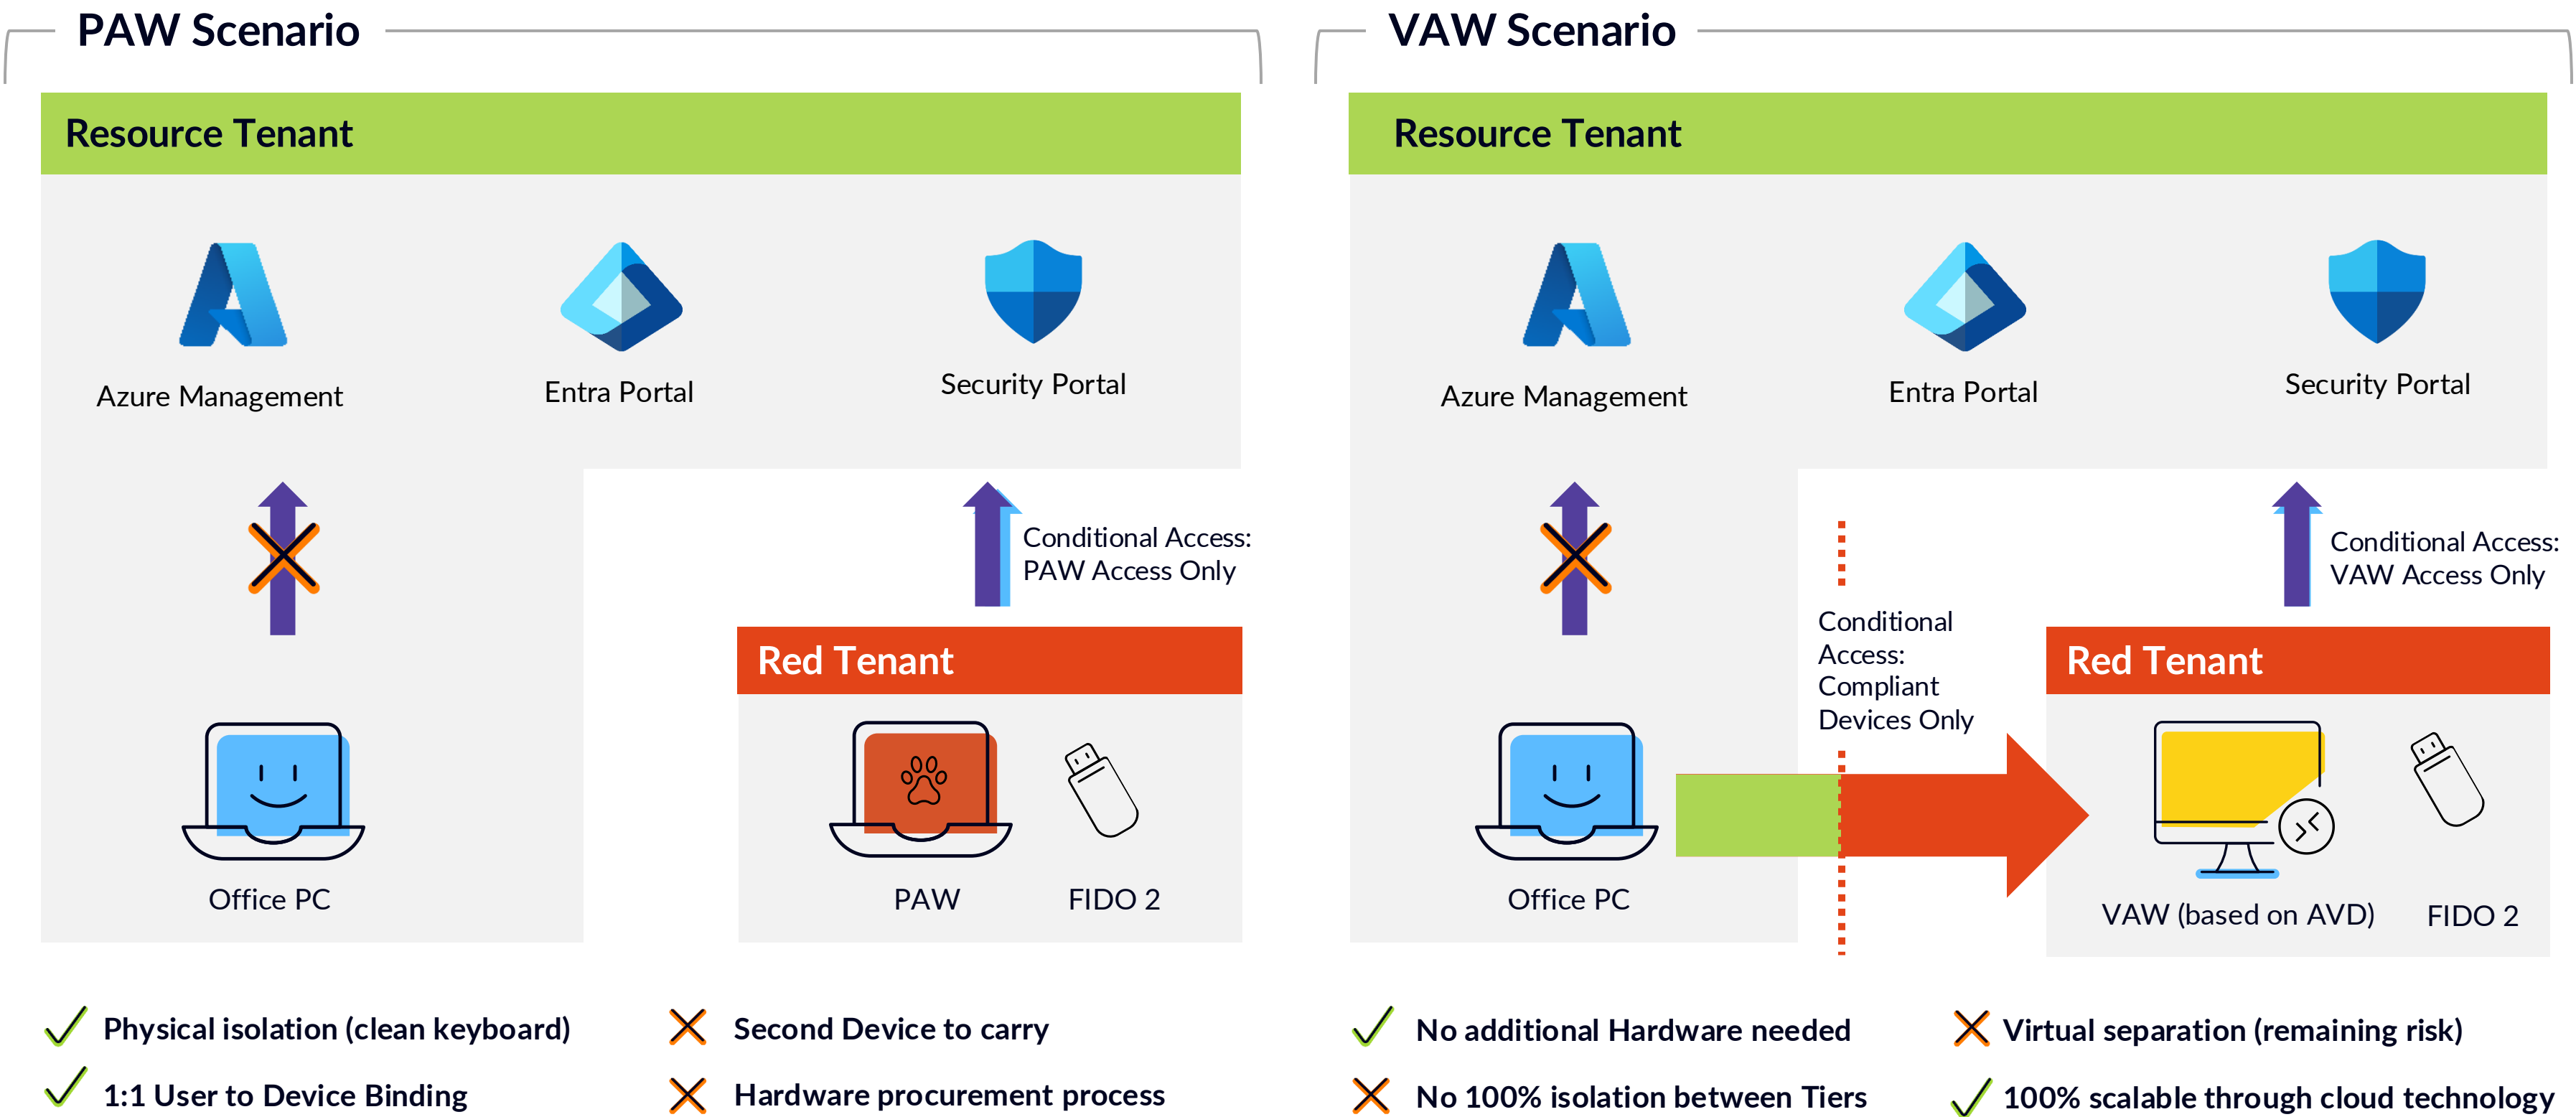 PAW Scenario
Resource Tenant
Azure Management
Entra Portal
Security Portal
Conditional Access:
PAW Access Only
Red Tenant
Office PC
PAW
FIDO 2
Physical isolation (clean keyboard)
Second Device to carry
1:1 User to Device Binding
Hardware procurement process
VAW Scenario
Resource Tenant
Azure Management
Entra Portal
Security Portal
Conditional Access:
VAW Access Only
Conditional
Access:
Compliant
Devices Only
Red Tenant
Office PC
VAW (based on AVD)
FIDO 2
No additional Hardware needed
Virtual separation (remaining risk)
No 100% isolation between Tiers
100% scalable through cloud technology